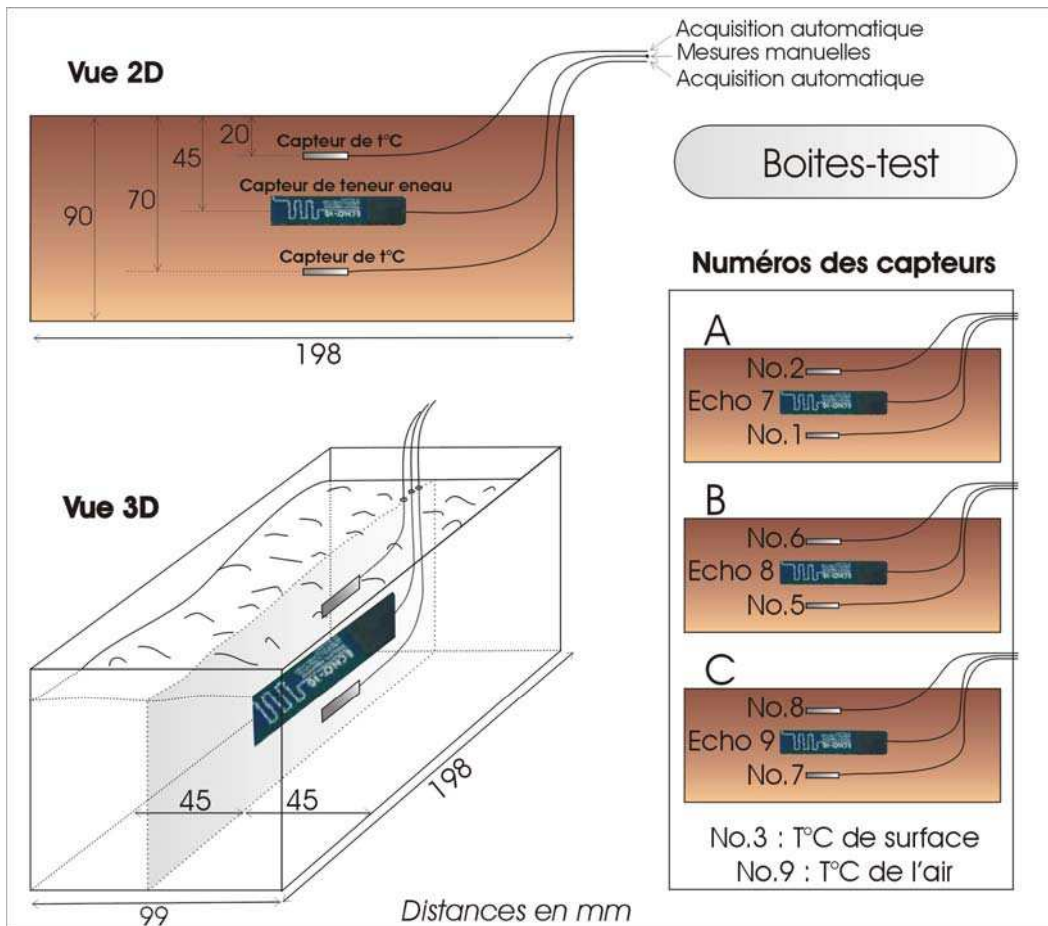 Acquisition automatique
Mesures manuelles
Acquisition automatique
Vue 2D
20
Capteur de t°C
45
Capteur de teneur eneau
70
90
Capteur de t°C
198
Boites-test
Numéros des capteurs
A
No.2
Echo 7
No.1
B
No.6
Echo 8
No.5
C
No.8
Echo 9
No.7
No.3 : T°C de surface
No.9 : T°C de l'air
Vue 3D
45
45
198
99
Distances en mm